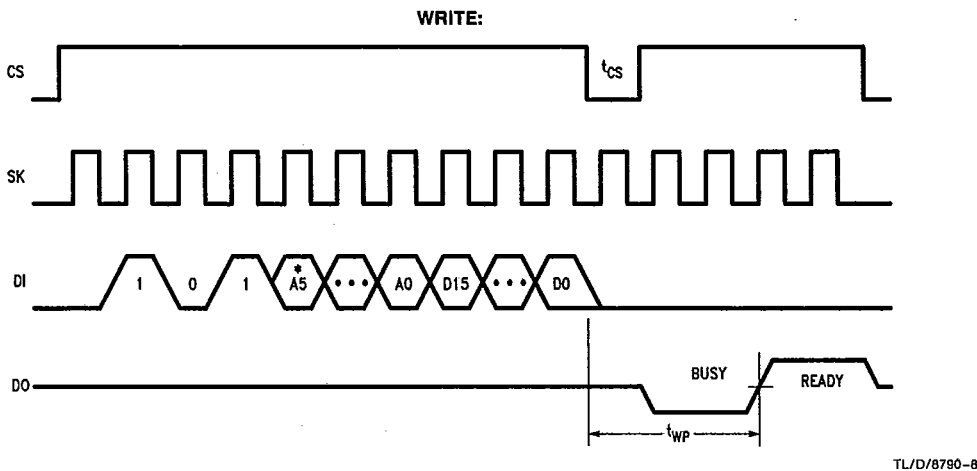 WRITE:
CS
tCS
SK
DI 1 0 1 * A5 ••• A0 D15 ••• D0
DO BUSY READY
tWP
TL/D/8790-8